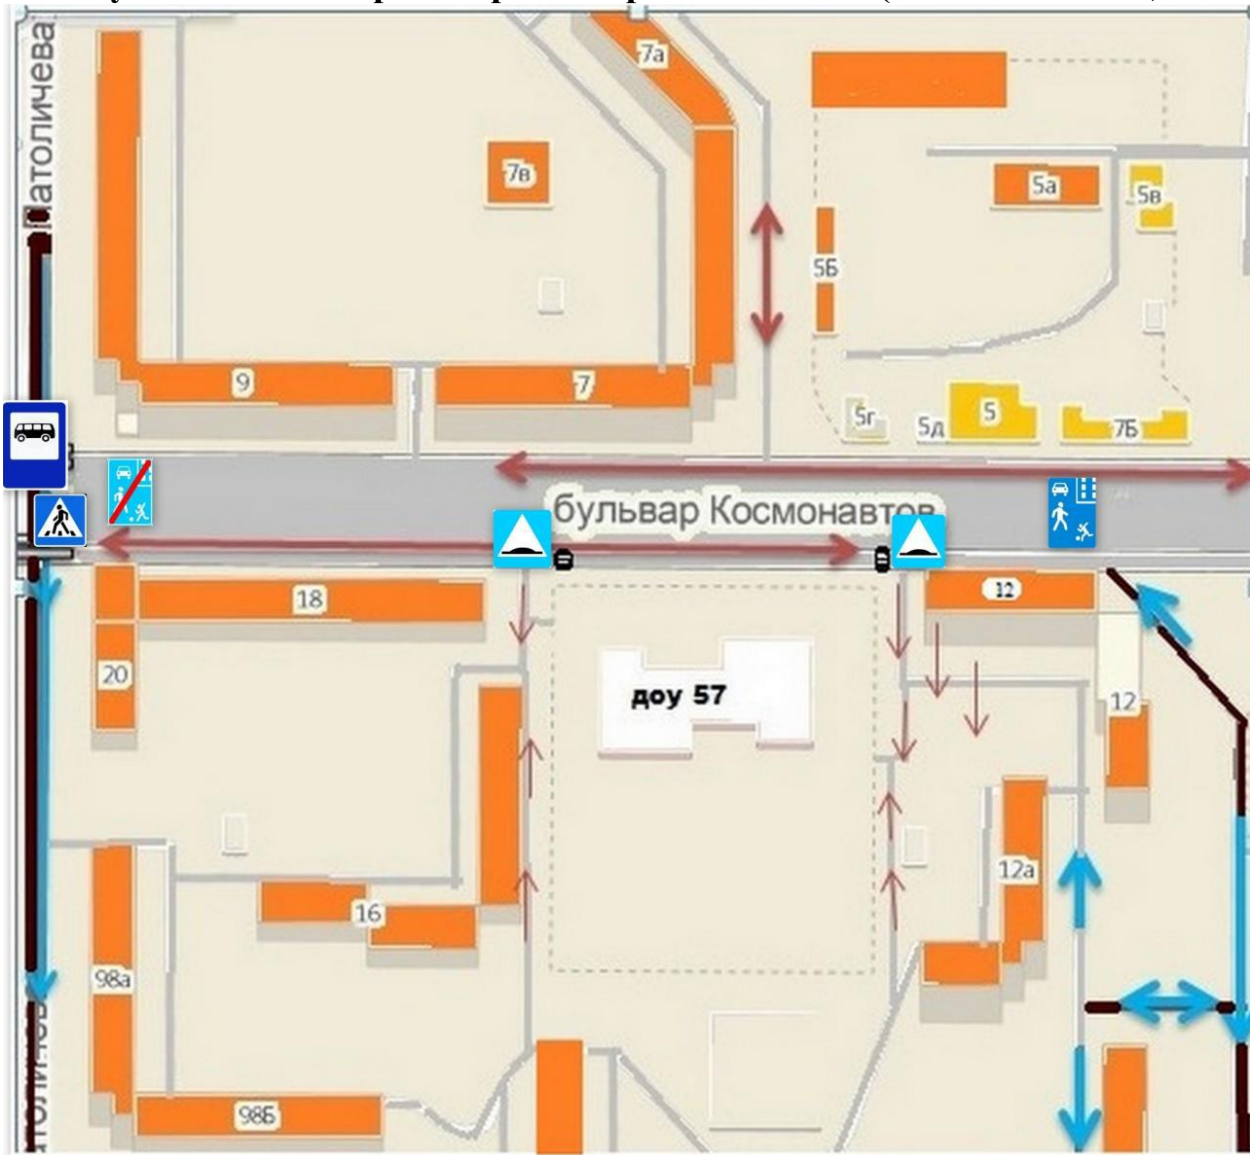 Патоличева
7а
7в
5а
5в
5Б
9
7
5г
5д
5
7Б
бульвар Космонавтов
18
12
20
доу 57
12
16
12а
98а
98Б